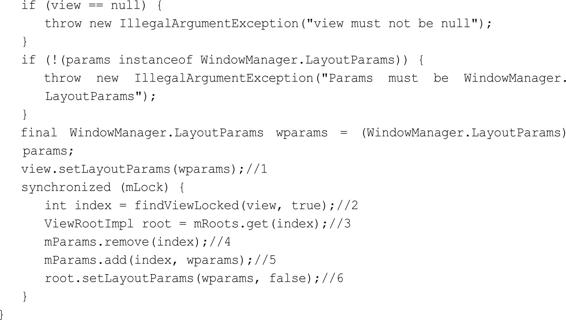 if (view == null) {
throw new IllegalArgumentException("view must not be null");
}
if (!(params instanceof WindowManager.LayoutParams)) {
throw new IllegalArgumentException("Params must be WindowManager.
LayoutParams");
}
final WindowManager.LayoutParams wparams = (WindowManager.LayoutParams)
params;
view.setLayoutParams(wparams);//1
synchronized (mLock) {
int index = findViewLocked(view, true);//2
ViewRootImpl root = mRoots.get(index);//3
mParams.remove(index);//4
mParams.add(index, wparams);//5
root.setLayoutParams(wparams, false);//6
}
}